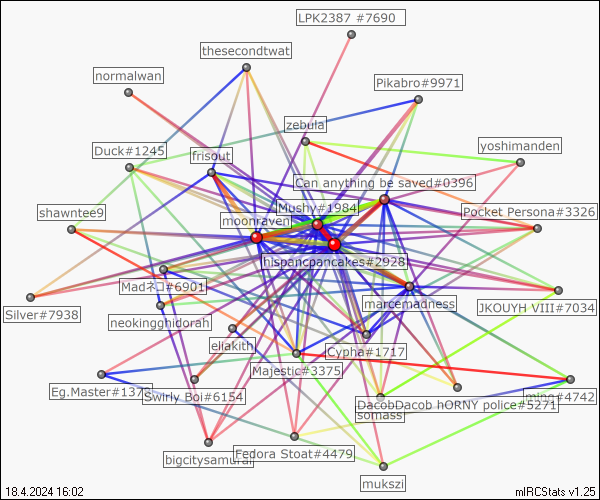 LPK2387 #7690
thesecondtwat
normalwan
Pikabro#9971
zebula
yoshimanden
Duck#1245
frisout
Can anything be saved#0396
Mushy#1984
shawntee9
moonraven
Pocket Persona#3326
hispancpancakes#2928
Madネコ#6901
marcemadness
Silver#7938
neokingghidorah
JKOUYH VIII#7034
eliakith
Cypha#1717
Majestic#3375
Eg.Master#137
Swirly Boi#6154
DacobDacob hORNY police#5271
mino#4742
somass
bigcitysamurai
Fedora Stoat#4479
mukszi
18.4.2024 16:02
mIRCStats v1.25